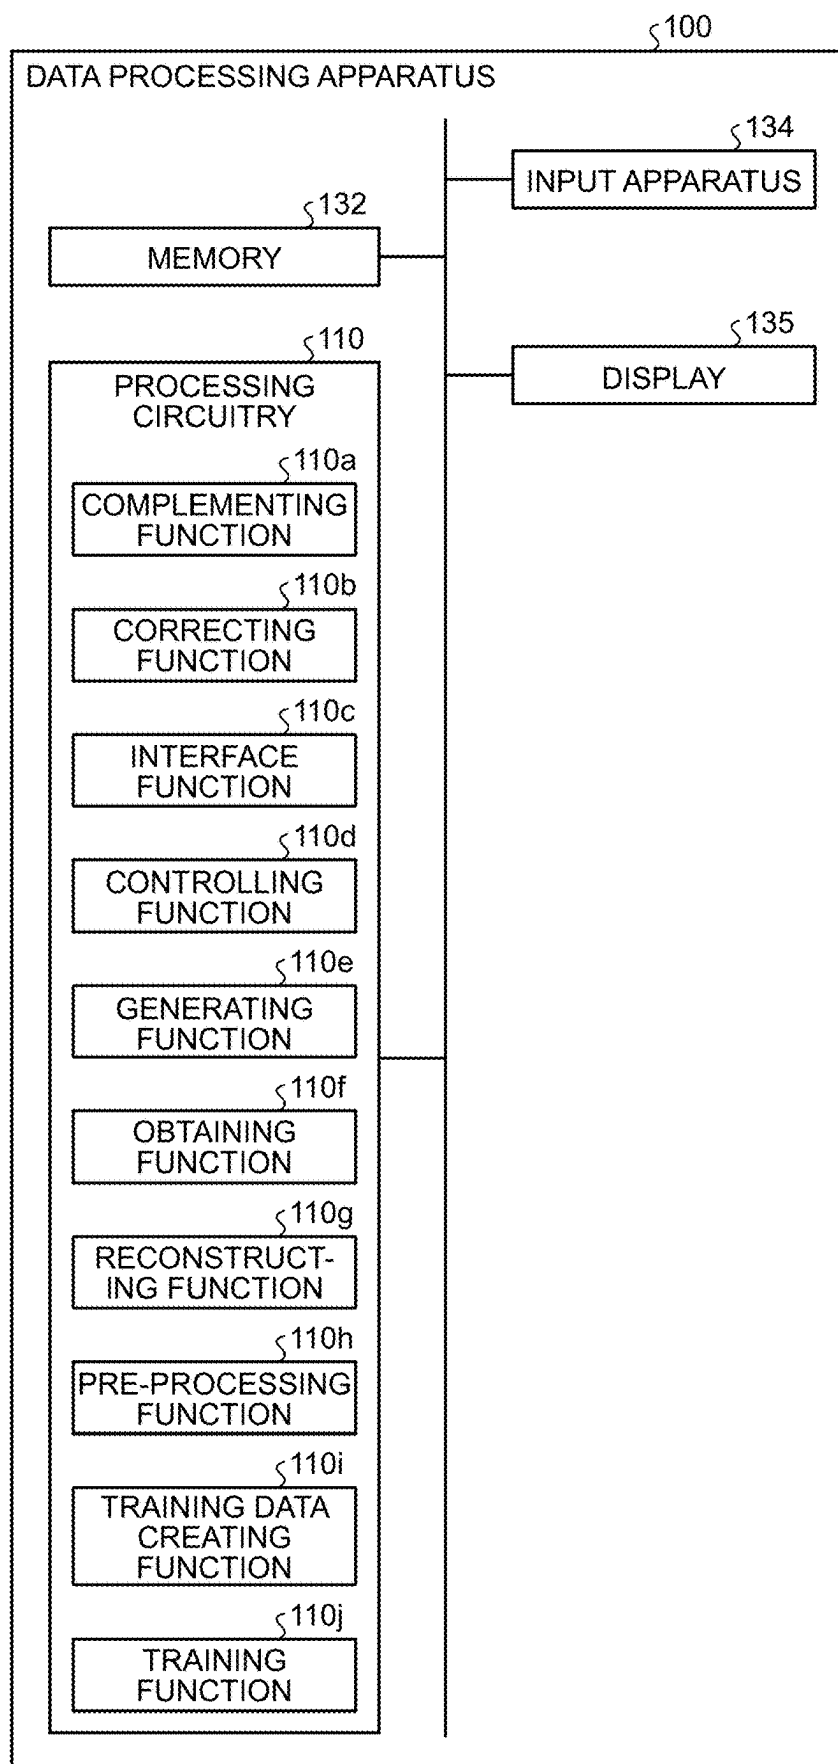 100
DATA PROCESSING APPARATUS
134
INPUT APPARATUS
132
MEMORY
135
DISPLAY
110
PROCESSING
CIRCUITRY
110a
COMPLEMENTING
FUNCTION
110b
CORRECTING
FUNCTION
110c
INTERFACE
FUNCTION
110d
CONTROLLING
FUNCTION
110e
GENERATING
FUNCTION
110f
OBTAINING
FUNCTION
110g
RECONSTRUCT-
ING FUNCTION
110h
PRE-PROCESSING
FUNCTION
110i
TRAINING DATA
CREATING
FUNCTION
110j
TRAINING
FUNCTION